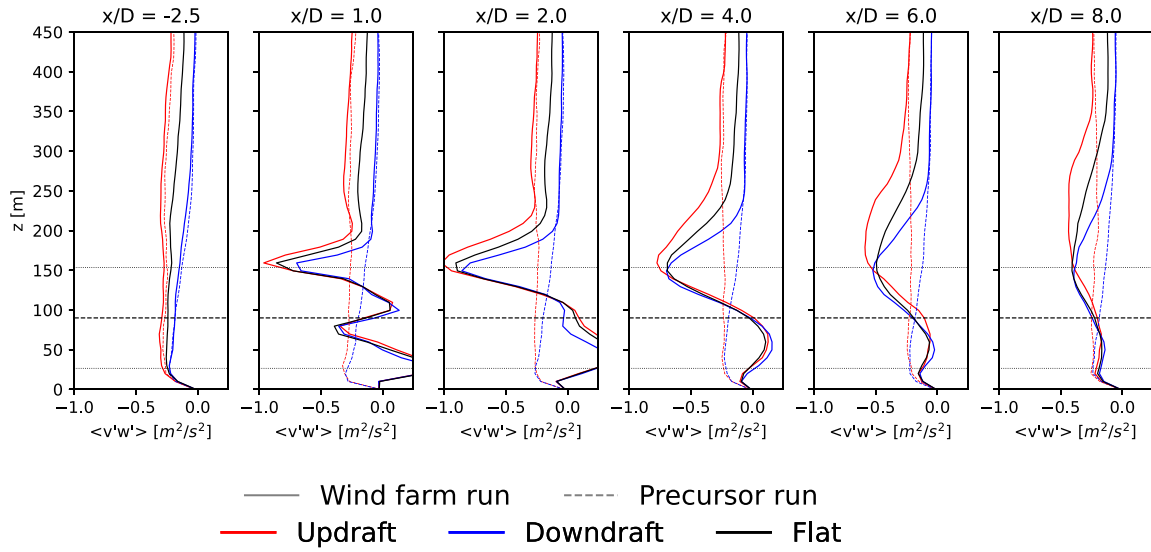 x/D = -2.5 x/D = 1.0 x/D = 2.0 x/D = 4.0 x/D = 6.0 x/D = 8.0
450
400
350
300
250
200
150
100
50
0
z [m]
−1.0 −0.5 0.0 −1.0 −0.5 0.0 −1.0 −0.5 0.0 −1.0 −0.5 0.0 −1.0 −0.5 0.0 −1.0 −0.5 0.0
<v'w'> [m²/s²] <v'w'> [m²/s²] <v'w'> [m²/s²] <v'w'> [m²/s²] <v'w'> [m²/s²] <v'w'> [m²/s²]
Wind farm run Precursor run
Updraft Downdraft Flat